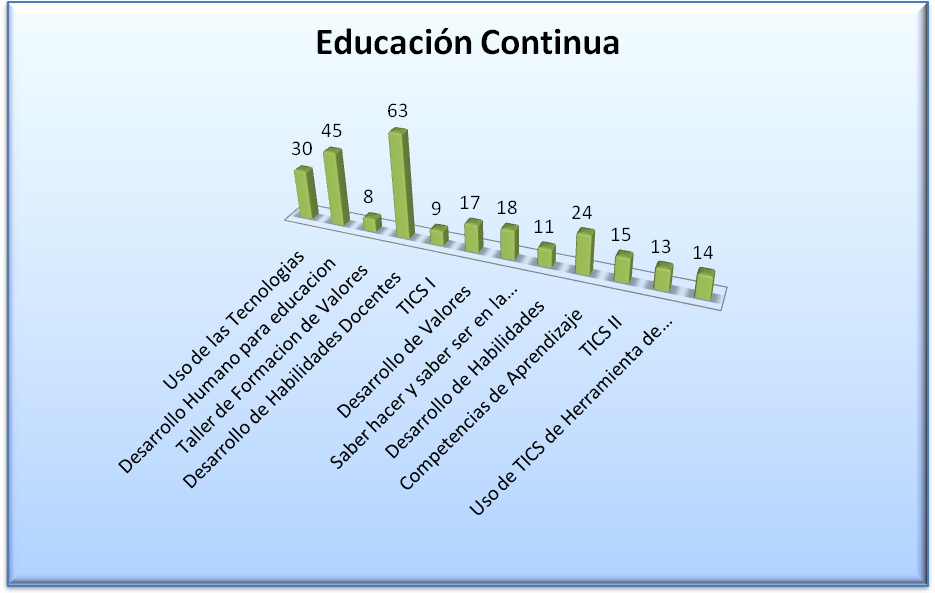 Educación Continua
30
45
8
63
9
17
18
11
24
15
13
14
Uso de las Tecnologias
Desarrollo Humano para educacion
Taller de Formacion de Valores
Desarrollo de Habilidades Docentes
TICS I
Desarrollo de Valores
Saber hacer y saber ser en la...
Desarrollo de Habilidades
Competencias de Aprendizaje
TICS II
Uso de TICS de Herramienta de...